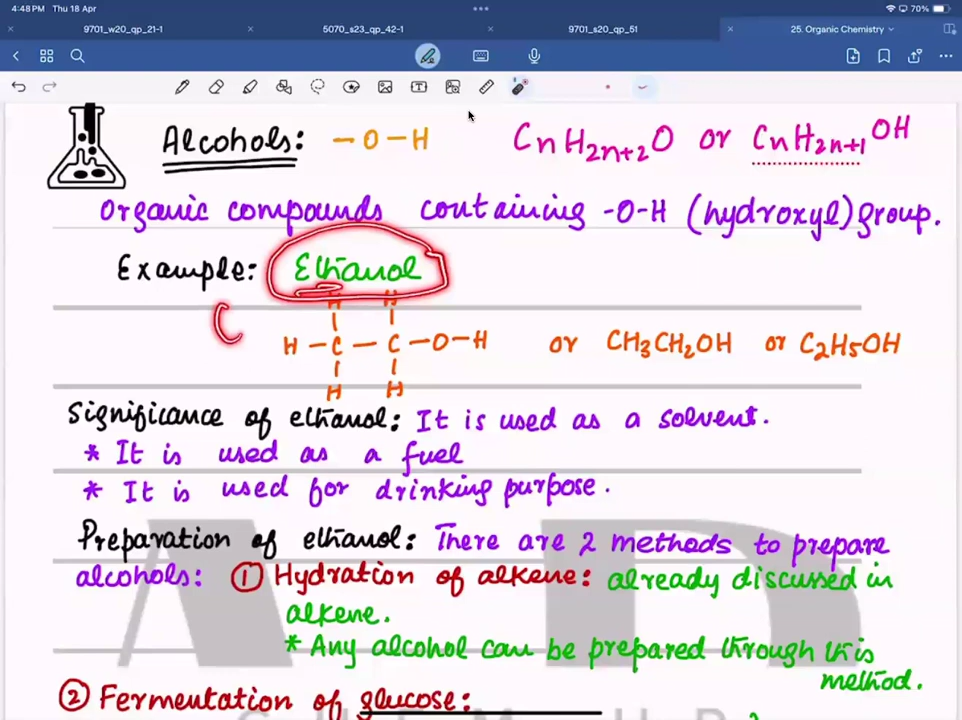 4:48 PM Thu 18 Apr
70%
9701_w20_qp_21-1
5070_s23_qp_42-1
9701_s20_qp_51
25. Organic Chemistry
Alcohols: -O-H CnH2n+2O or CnH2n+1OH
Organic compounds containing -O-H (hydroxyl) group.
Example: Ethanol
C
H H
H - C - C - O - H or CH3CH2OH or C2H5OH
H H
Significance of ethanol: It is used as a solvent.
* It is used as a fuel
* It is used for drinking purpose.
Preparation of ethanol: There are 2 methods to prepare
alcohols: ① Hydration of alkene: already discussed in
alkene.
* Any alcohol can be prepared through this
method.
② Fermentation of glucose: